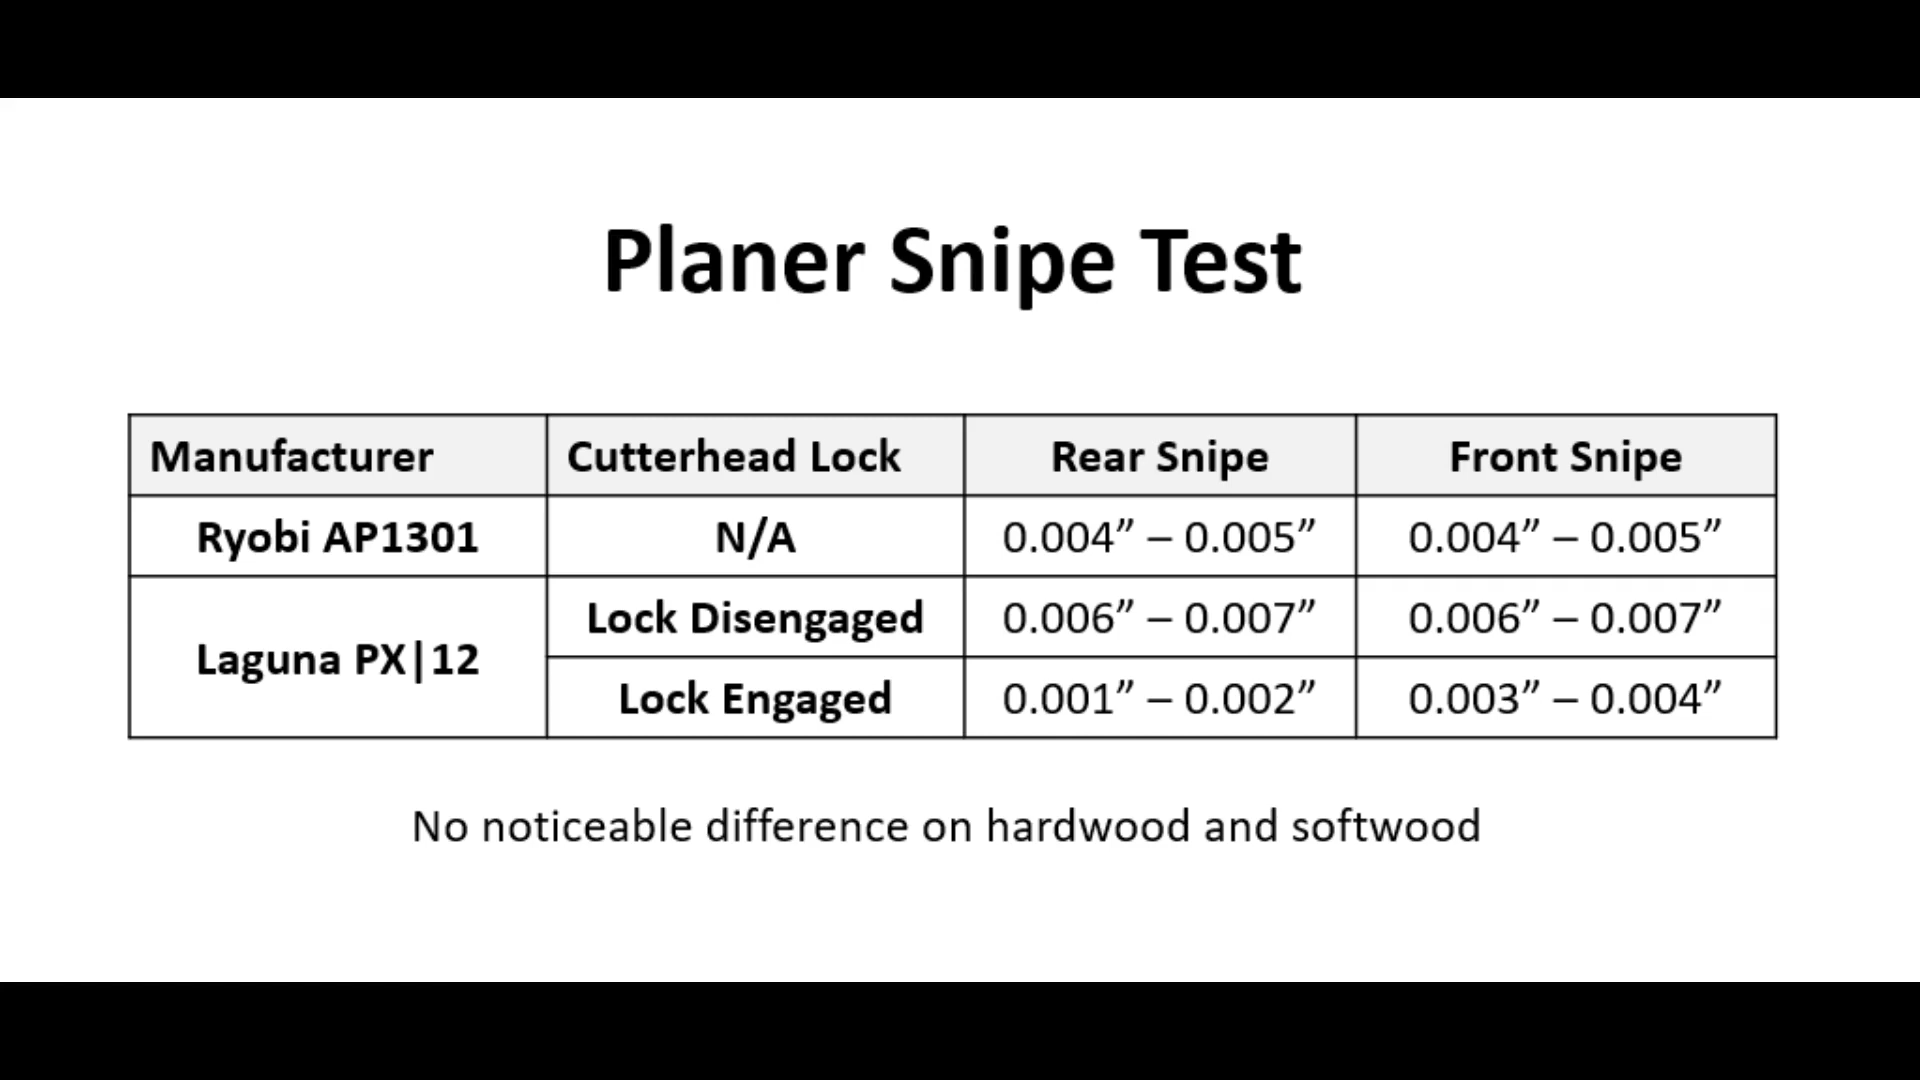 Planer Snipe Test
Manufacturer Cutterhead Lock Rear Snipe Front Snipe
Ryobi AP1301 N/A 0.004” – 0.005” 0.004” – 0.005”
Laguna PX|12
Lock Disengaged 0.006” – 0.007” 0.006” – 0.007”
Lock Engaged 0.001” – 0.002” 0.003” – 0.004”
No noticeable difference on hardwood and softwood